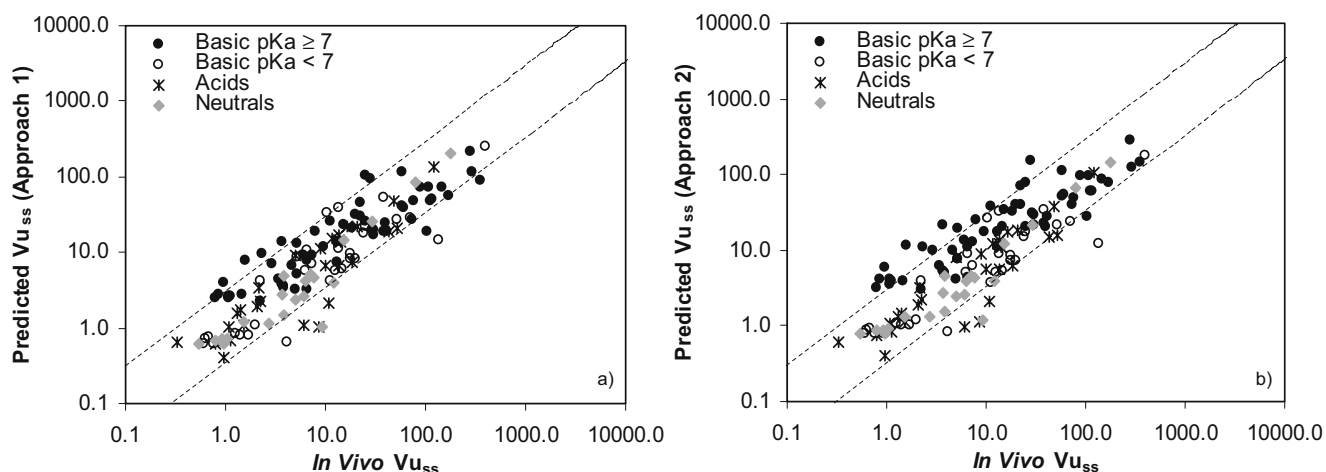 Predicted Vu ss (Approach 1)
10000.0
1000.0
100.0
10.0
1.0
0.1
Basic pKa ≥ 7
Basic pKa < 7
Acids
Neutrals
a)
0.1 1.0 10.0 100.0 1000.0 10000.0
In Vivo Vuss
Predicted Vu ss (Approach 2)
10000.0
1000.0
100.0
10.0
1.0
0.1
Basic pKa ≥ 7
Basic pKa < 7
Acids
Neutrals
b)
0.1 1.0 10.0 100.0 1000.0 10000.0
In Vivo Vuss